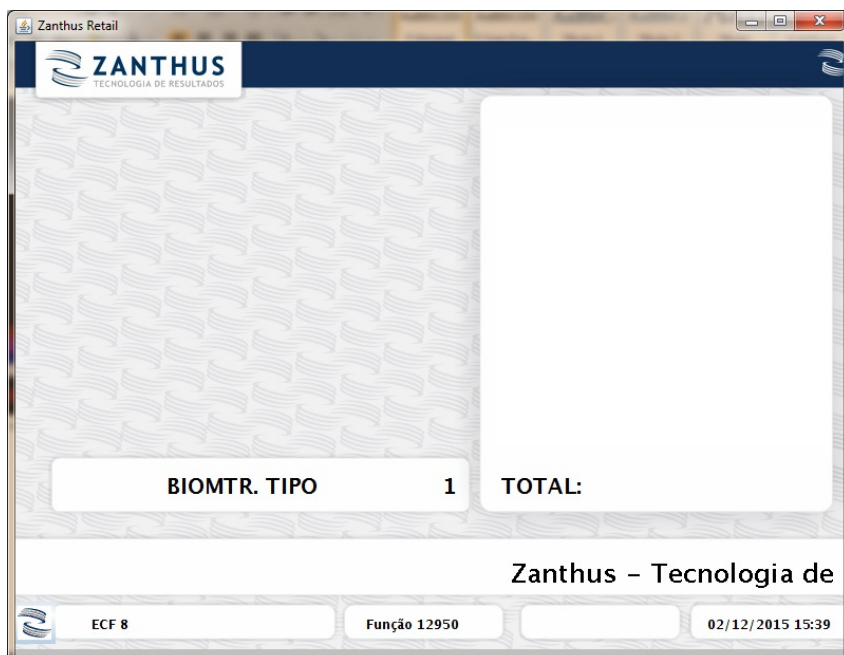 Zanthus Retail
ZANTHUS
TECNOLOGIA DE RESULTADOS
BIOMTR. TIPO 1
TOTAL:
Zanthus – Tecnologia de
ECF 8
Função 12950
02/12/2015 15:39